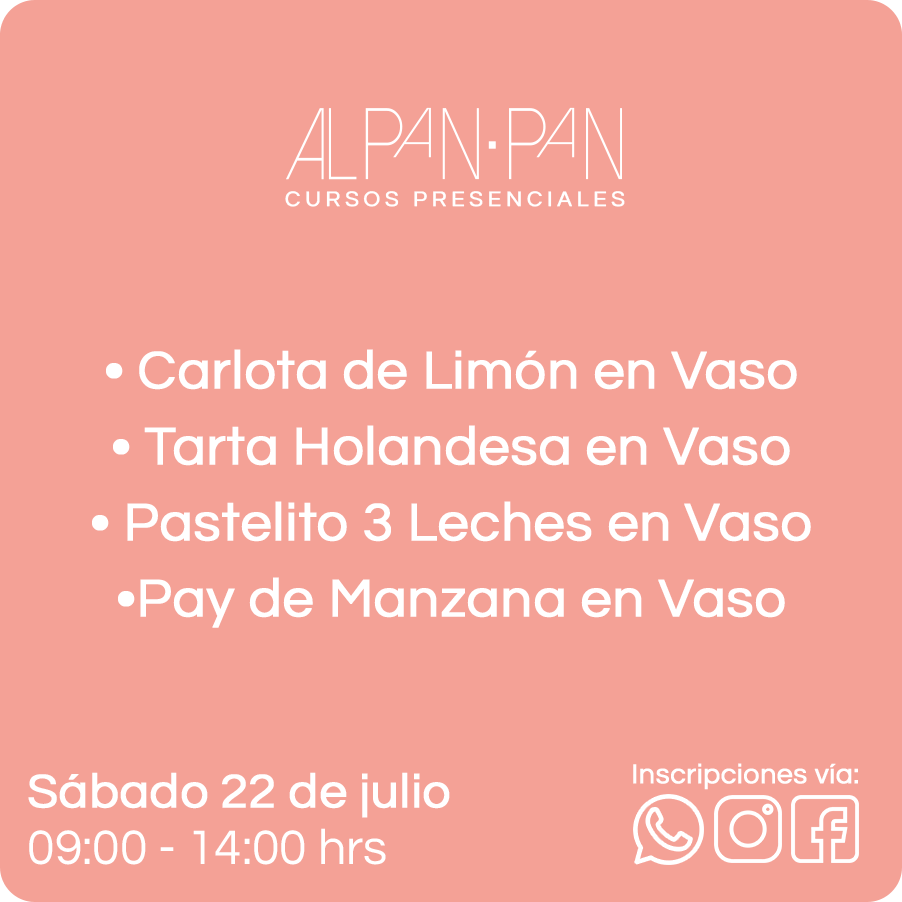 ALPAN·PAN
CURSOS PRESENCIALES
• Carlota de Limón en Vaso
• Tarta Holandesa en Vaso
• Pastelito 3 Leches en Vaso
•Pay de Manzana en Vaso
Sábado 22 de julio
09:00 - 14:00 hrs
Inscripciones vía: